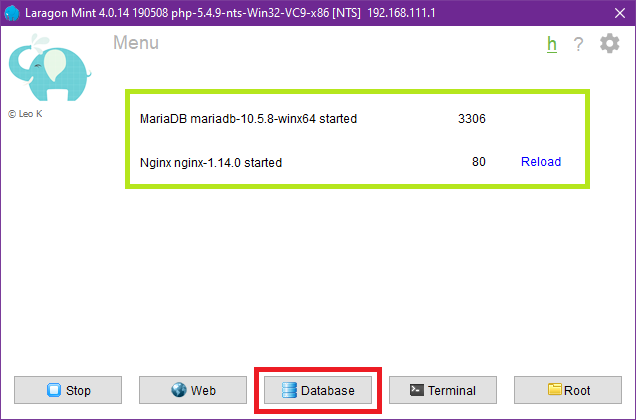 Laragon Mint 4.0.14 190508 php-5.4.9-nts-Win32-VC9-x86 [NTS] 192.168.111.1
Menu
h ?
© Leo K
MariaDB mariadb-10.5.8-winx64 started 3306
Nginx nginx-1.14.0 started 80 Reload
Stop Web Database Terminal Root